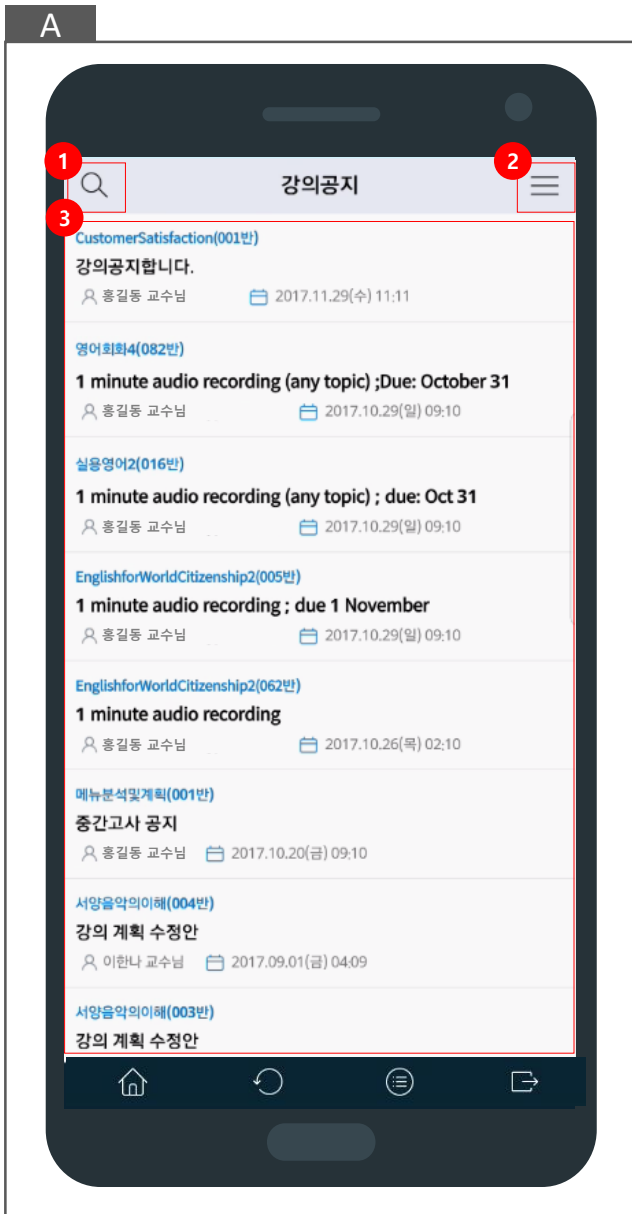 A
1
2
강의공지
3
CustomerSatisfaction(001반)
강의공지합니다.
홍길동 교수님 2017.11.29(수) 11:11
영어회화4(082반)
1 minute audio recording (any topic) ;Due: October 31
홍길동 교수님 2017.10.29(일) 09:10
실용영어2(016반)
1 minute audio recording (any topic) ; due: Oct 31
홍길동 교수님 2017.10.29(일) 09:10
EnglishforWorldCitizenship2(005반)
1 minute audio recording ; due 1 November
홍길동 교수님 2017.10.29(일) 09:10
EnglishforWorldCitizenship2(062반)
1 minute audio recording
홍길동 교수님 2017.10.26(목) 02:10
메뉴분석및계획(001반)
중간고사 공지
홍길동 교수님 2017.10.20(금) 09:10
서양음악의이해(004반)
강의 계획 수정안
이한나 교수님 2017.09.01(금) 04:09
서양음악의이해(003반)
강의 계획 수정안